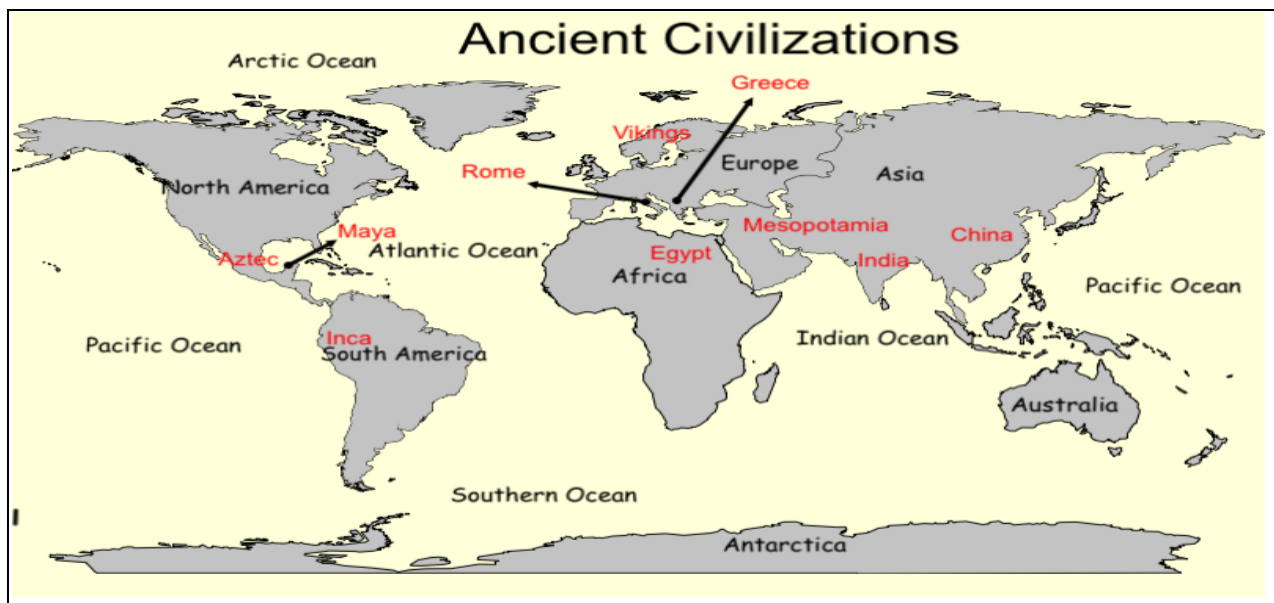 Ancient Civilizations
Arctic Ocean
Greece
Vikings
Europe
Rome
North America
Asia
Maya
Atlantic Ocean
Mesopotamia
China
Aztec
Egypt
India
Africa
Pacific Ocean
Pacific Ocean
Inca
South America
Indian Ocean
Australia
Southern Ocean
Antarctica